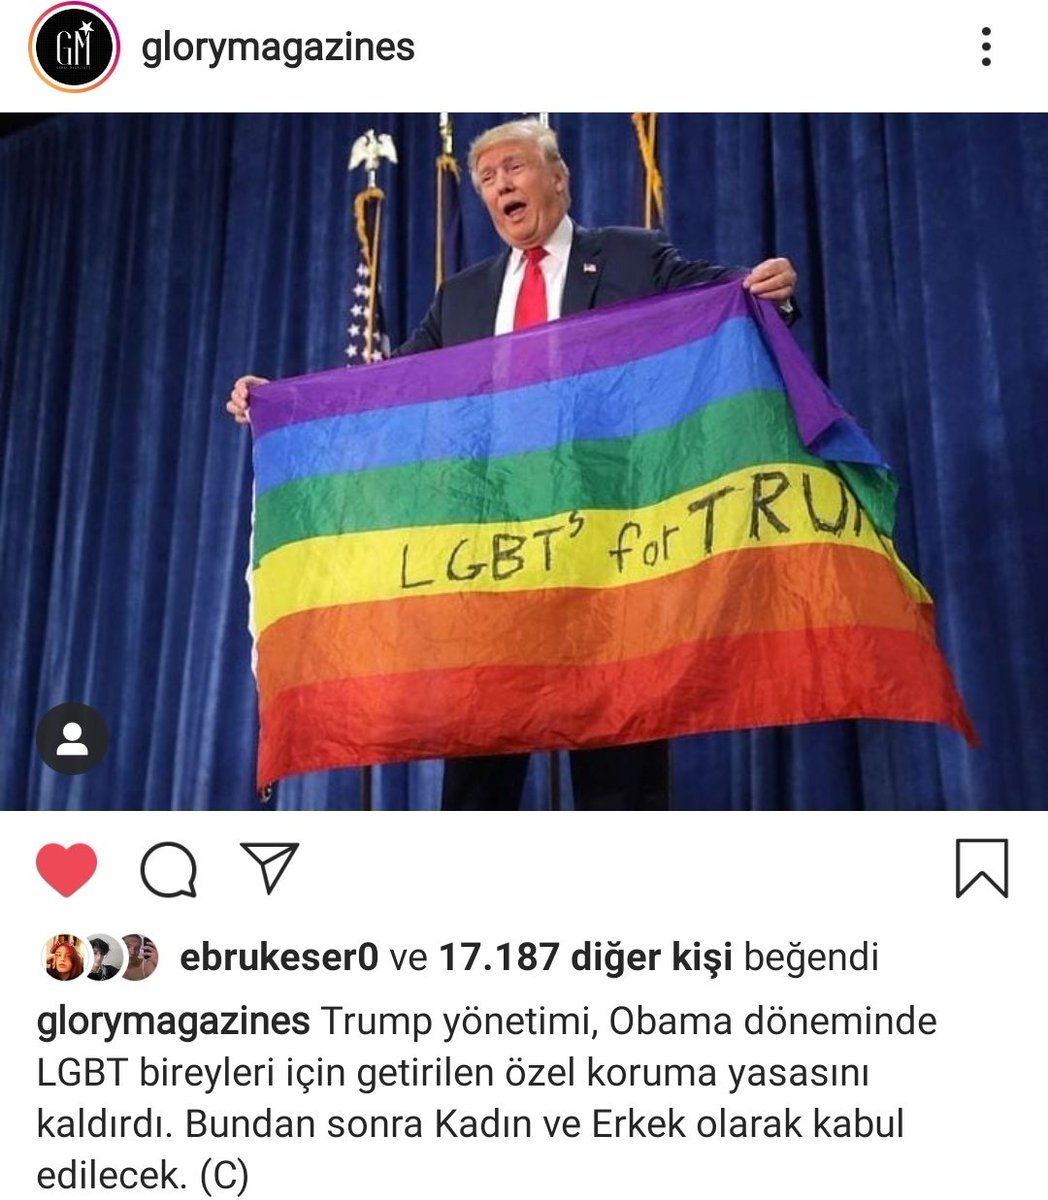 GM
glorymagazines
LGBT's for TRU
ebrukeser0 ve 17.187 diğer kişi beğendi
glorymagazines Trump yönetimi, Obama döneminde
LGBT bireyleri için getirilen özel koruma yasasını
kaldırdı. Bundan sonra Kadın ve Erkek olarak kabul
edilecek. (C)